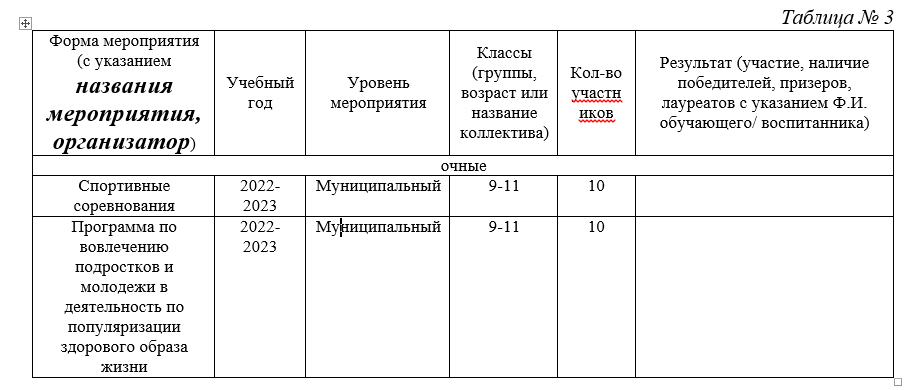 Таблица № 3
Форма мероприятия
(с указанием
названия
мероприятия,
организатор)
Учебный
год
Уровень
мероприятия
Классы
(группы,
возраст или
название
коллектива)
Кол-во
участн
иков
Результат (участие, наличие
победителей, призеров,
лауреатов с указанием Ф.И.
обучающего/ воспитанника)
очные
Спортивные
соревнования
2022-
2023
Муниципальный
9-11
10
Программа по
вовлечению
подростков и
молодежи в
деятельность по
популяризации
здорового образа
жизни
2022-
2023
Муниципальный
9-11
10